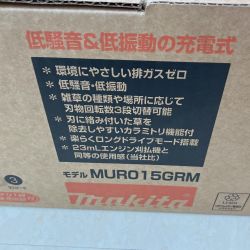 低騒音&低振動の充電式
＊環境にやさしい排ガスゼロ
＊低騒音・低振動
＊雑草の種類や場所に応じて
刃物回転数3段切替可能
＊刃に絡み付いた草を
除去しやすいカラミトリ機能付
＊楽らくロングドライブモード搭載
＊23mLエンジン刈払機と
同等の使用感（当社比）
モデル MUR015GRM
makita
3